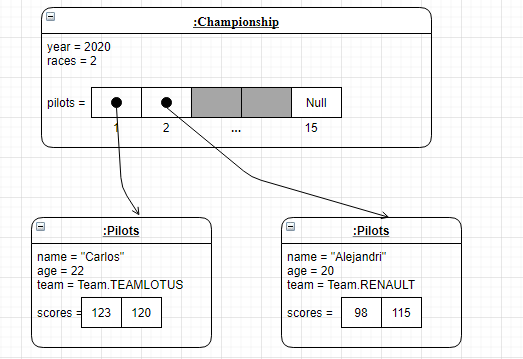 :Championship
year = 2020
races = 2
pilots =
Null
1 2 ... 15
:Pilots
name = "Carlos"
age = 22
team = Team.TEAMLOTUS
scores = 123 120
:Pilots
name = "Alejandri"
age = 20
team = Team.RENAULT
scores = 98 115